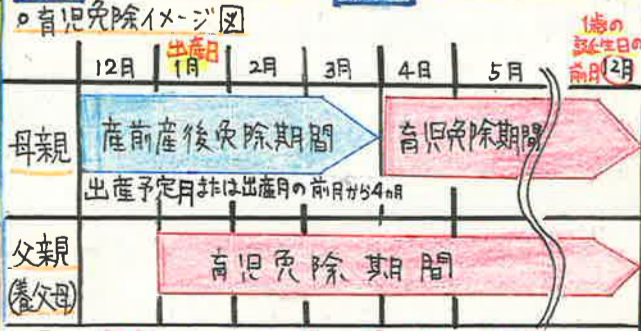 ○育児免除イメージ図
出産日
1歳の
誕生日の
前月(12月)
12月 1月 2月 3月 4日 5月
母親 産前産後免除期間 育児免除期間
出産予定月または出産月の前月から4ヵ月
父親
(養父母)
育児免除期間